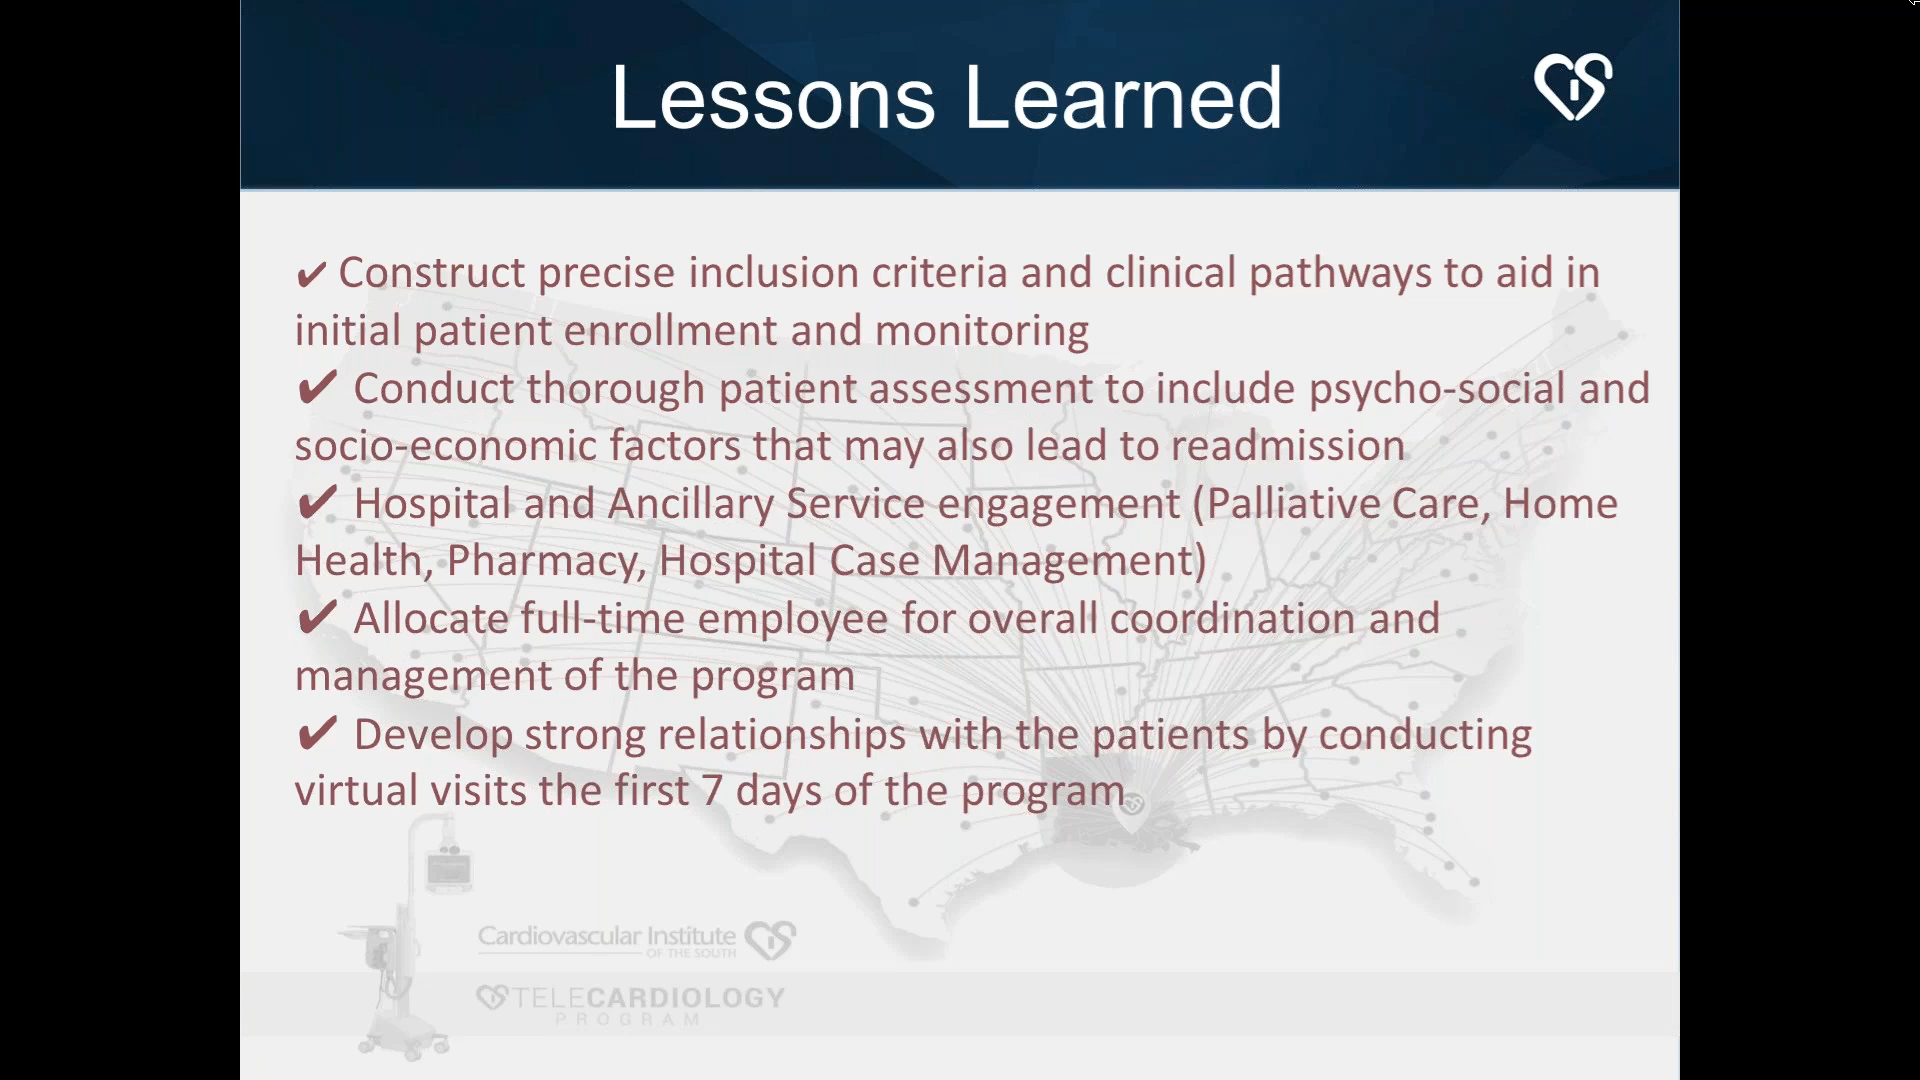 Lessons Learned
✔ Construct precise inclusion criteria and clinical pathways to aid in
initial patient enrollment and monitoring
✔ Conduct thorough patient assessment to include psycho-social and
socio-economic factors that may also lead to readmission
✔ Hospital and Ancillary Service engagement (Palliative Care, Home
Health, Pharmacy, Hospital Case Management)
✔ Allocate full-time employee for overall coordination and
management of the program
✔ Develop strong relationships with the patients by conducting
virtual visits the first 7 days of the program
Cardiovascular Institute
OF THE SOUTH
TELECARDIOLOGY
PROGRAM